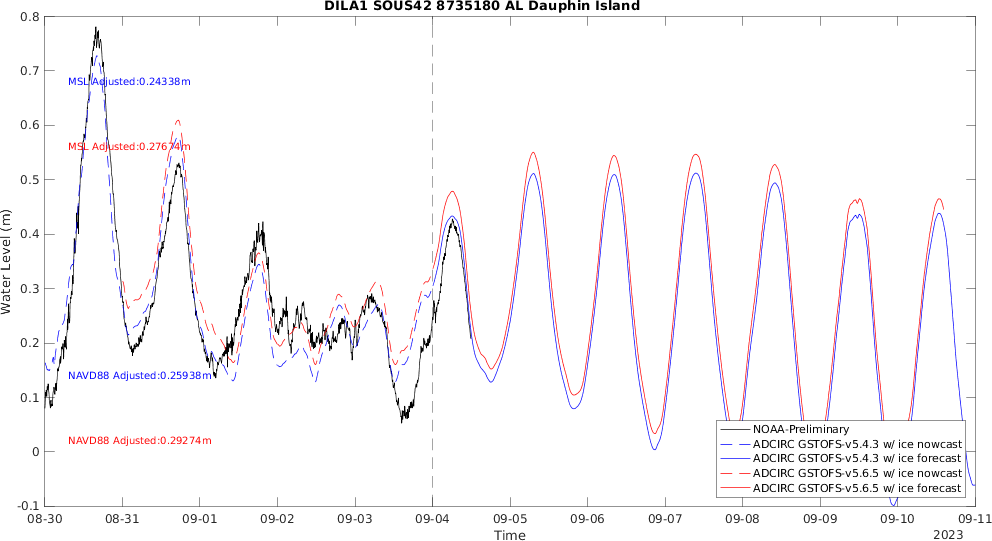 DILA1 SOUS42 8735180 AL Dauphin Island
0.8
0.7
0.6
0.5
0.4
0.3
0.2
0.1
0
-0.1
Water Level (m)
MSL Adjusted:0.24338m
MSL Adjusted:0.27674m
NAVD88 Adjusted:0.25938m
NAVD88 Adjusted:0.29274m
NOAA-Preliminary
ADCIRC GSTOFS-v5.4.3 w/ ice nowcast
ADCIRC GSTOFS-v5.4.3 w/ ice forecast
ADCIRC GSTOFS-v5.6.5 w/ ice nowcast
ADCIRC GSTOFS-v5.6.5 w/ ice forecast
08-30 08-31 09-01 09-02 09-03 09-04 09-05 09-06 09-07 09-08 09-09 09-10 09-11
Time
2023